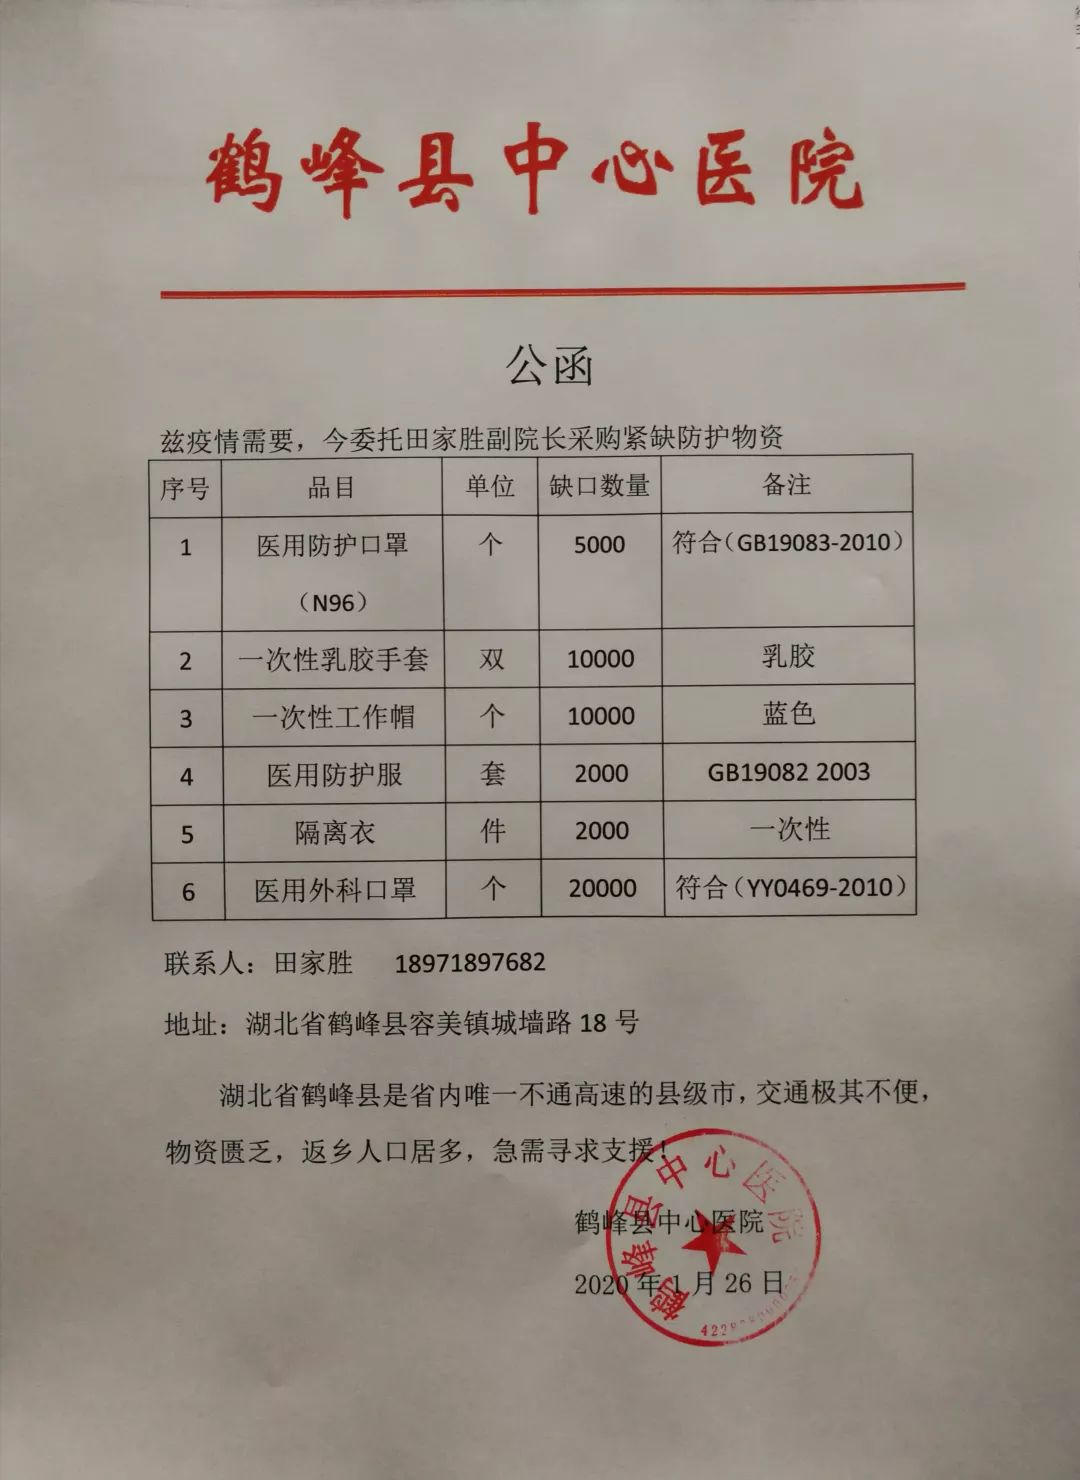 鹤峰县中心医院
公函
兹疫情需要，今委托田家胜副院长采购紧缺防护物资
序号 品目 单位 缺口数量 备注
1 医用防护口罩 个 5000 符合（GB19083-2010）
（N96）
2 一次性乳胶手套 双 10000 乳胶
3 一次性工作帽 个 10000 蓝色
4 医用防护服 套 2000 GB19082 2003
5 隔离衣 件 2000 一次性
6 医用外科口罩 个 20000 符合（YY0469-2010）
联系人：田家胜 18971897682
地址：湖北省鹤峰县容美镇城墙路 18 号
湖北省鹤峰县是省内唯一不通高速的县级市，交通极其不便，
物资匮乏，返乡人口居多，急需寻求支援！
鹤峰县中心医院
2020 年 1 月 26 日
鹤峰县中心医院